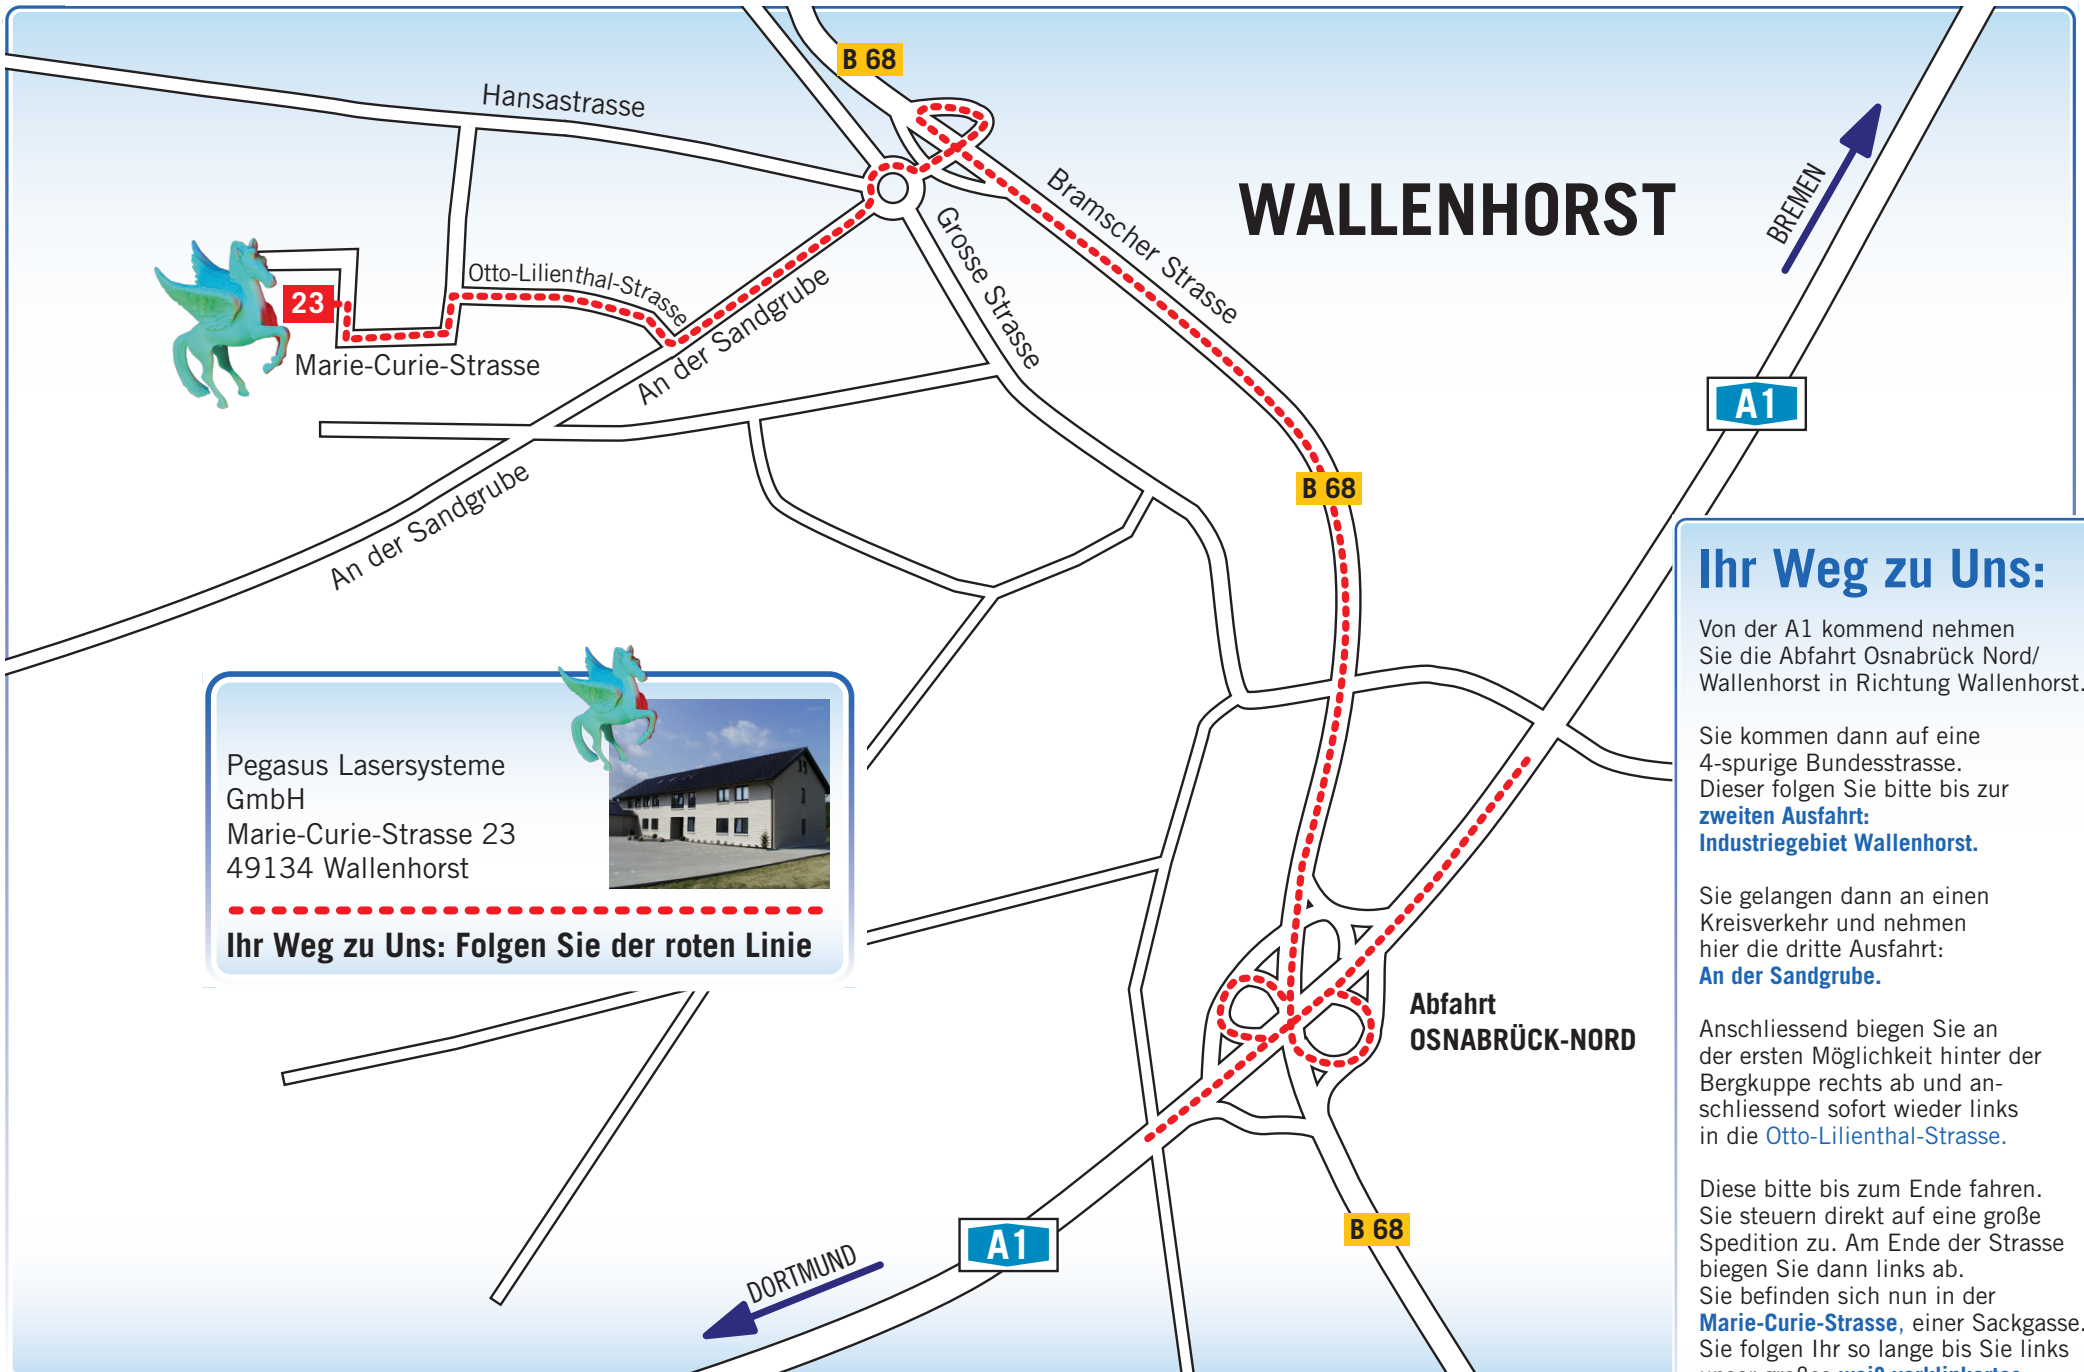 B 68
Hansastrasse
WALLENHORST
Bramscher Strasse
BREMEN
Grosse Strasse
Otto-Lilienthal-Strasse
23
An der Sandgrube
Marie-Curie-Strasse
A1
An der Sandgrube
B 68
Pegasus Lasersysteme
GmbH
Marie-Curie-Strasse 23
49134 Wallenhorst
Ihr Weg zu Uns: Folgen Sie der roten Linie
Abfahrt
OSNABRÜCK-NORD
B 68
A1
DORTMUND
Ihr Weg zu Uns:
Von der A1 kommend nehmen
Sie die Abfahrt Osnabrück Nord/
Wallenhorst in Richtung Wallenhorst.
Sie kommen dann auf eine
4-spurige Bundesstrasse.
Dieser folgen Sie bitte bis zur
zweiten Ausfahrt:
Industriegebiet Wallenhorst.
Sie gelangen dann an einen
Kreisverkehr und nehmen
hier die dritte Ausfahrt:
An der Sandgrube.
Anschliessend biegen Sie an
der ersten Möglichkeit hinter der
Bergkuppe rechts ab und an-
schliessend sofort wieder links
in die Otto-Lilienthal-Strasse.
Diese bitte bis zum Ende fahren.
Sie steuern direkt auf eine große
Spedition zu. Am Ende der Strasse
biegen Sie dann links ab.
Sie befinden sich nun in der
Marie-Curie-Strasse, einer Sackgasse.
Sie folgen Ihr so lange bis Sie links
unser großes weiß verklinkertes